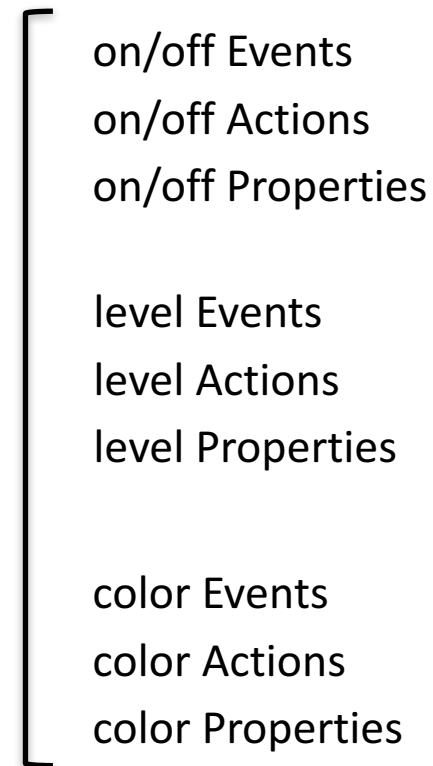 on/off Events
on/off Actions
on/off Properties
level Events
level Actions
level Properties
color Events
color Actions
color Properties